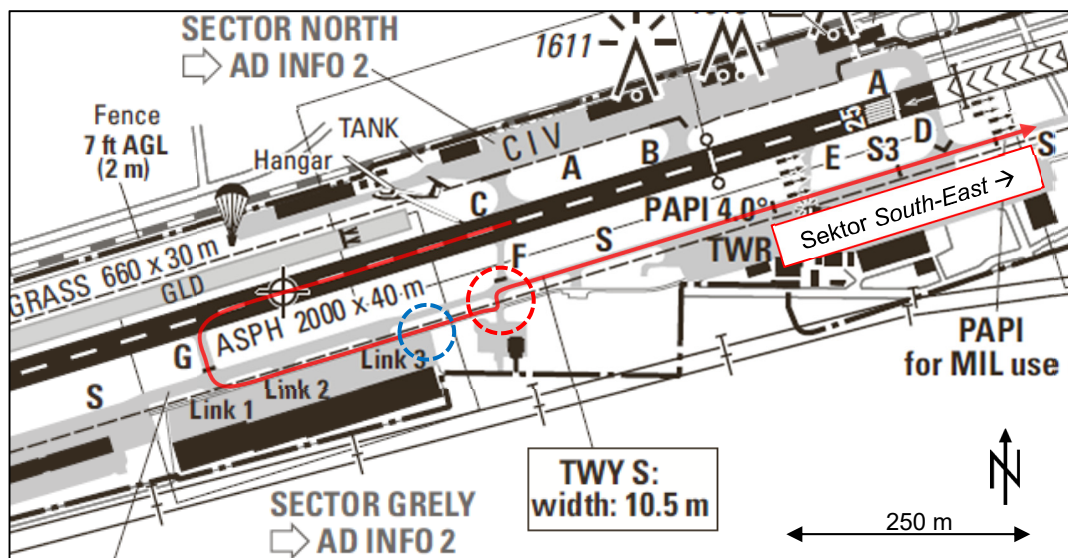 SECTOR NORTH
AD INFO 2
1611
Fence
7 ft AGL
(2 m)
TANK
Hangar
CIV
A
B
C
A
25
D
E
S3
S
PAPI 4.0°
Sektor South-East →
TWR
S
F
GRASS 660 x 30 m
GLD
ASPH 2000 x 40 m
G
S
Link 1
Link 2
Link 3
PAPI
for MIL use
TWY S:
width: 10.5 m
SECTOR GRELY
AD INFO 2
N
250 m